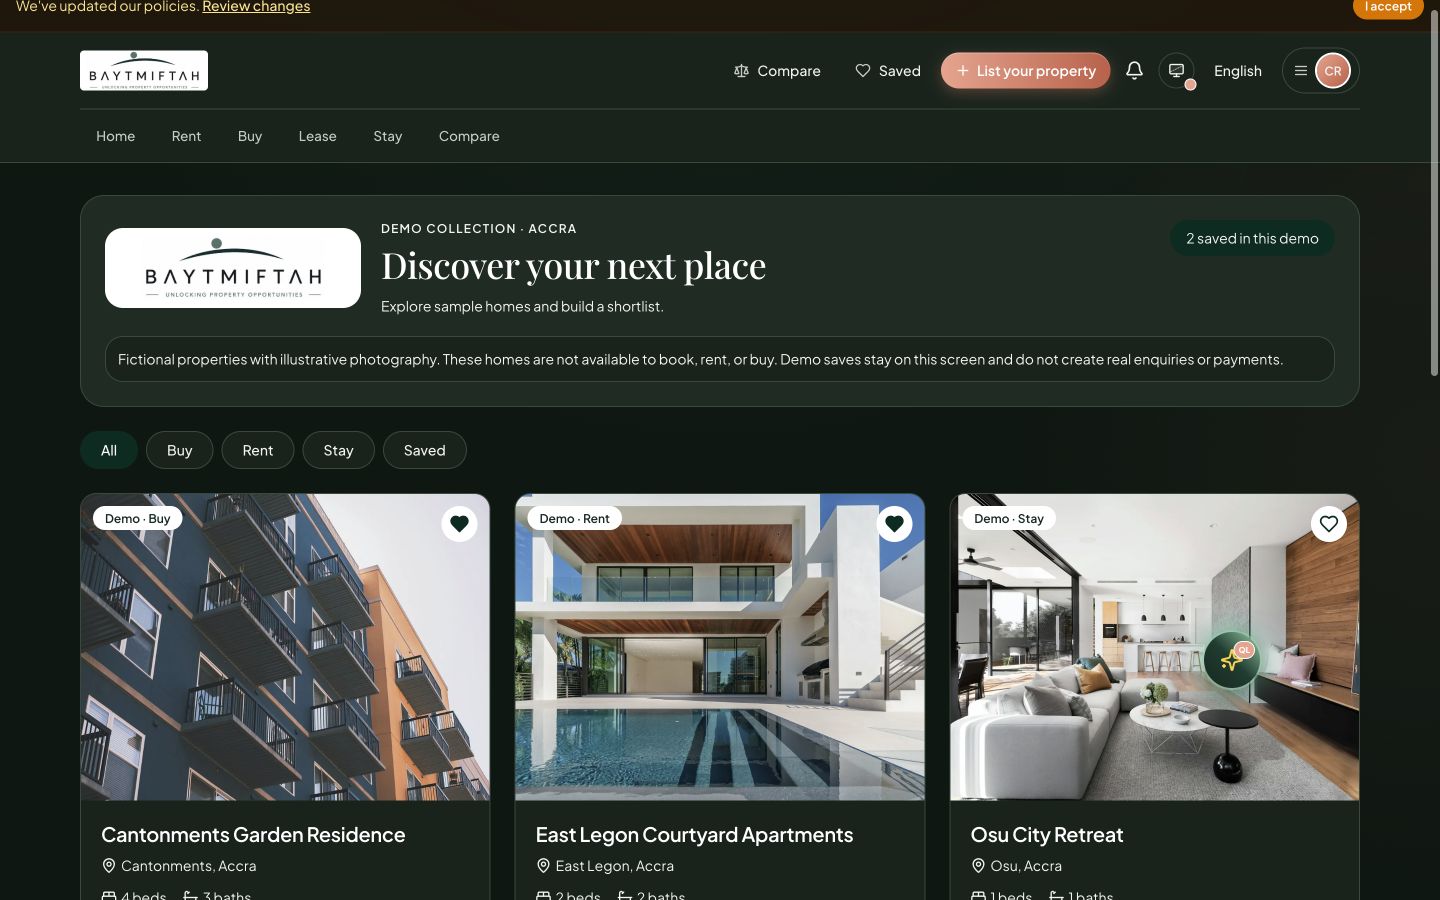 We've updated our policies. Review changes
I accept
BAYTMIFTAH
UNLOCKING PROPERTY OPPORTUNITIES
Compare
Saved
+ List your property
English
CR
Home
Rent
Buy
Lease
Stay
Compare
BAYTMIFTAH
UNLOCKING PROPERTY OPPORTUNITIES
DEMO COLLECTION · ACCRA
Discover your next place
Explore sample homes and build a shortlist.
2 saved in this demo
Fictional properties with illustrative photography. These homes are not available to book, rent, or buy. Demo saves stay on this screen and do not create real enquiries or payments.
All
Buy
Rent
Stay
Saved
Demo · Buy
Demo · Rent
Demo · Stay
QL
Cantonments Garden Residence
Cantonments, Accra
4 beds 3 baths
East Legon Courtyard Apartments
East Legon, Accra
2 beds 2 baths
Osu City Retreat
Osu, Accra
1 beds 1 baths